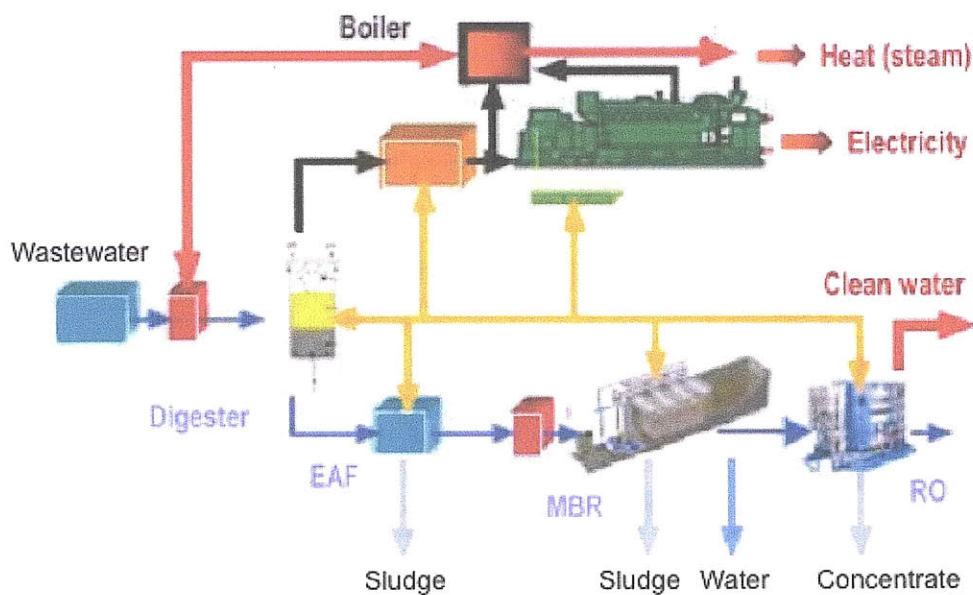 Boiler
Heat (steam)
Electricity
Wastewater
Clean water
Digester
EAF
MBR
RO
Sludge
Sludge
Water
Concentrate